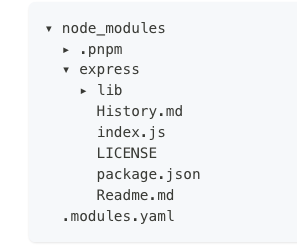 ▾ node_modules
▸ .pnpm
▾ express
▸ lib
History.md
index.js
LICENSE
package.json
Readme.md
.modules.yaml